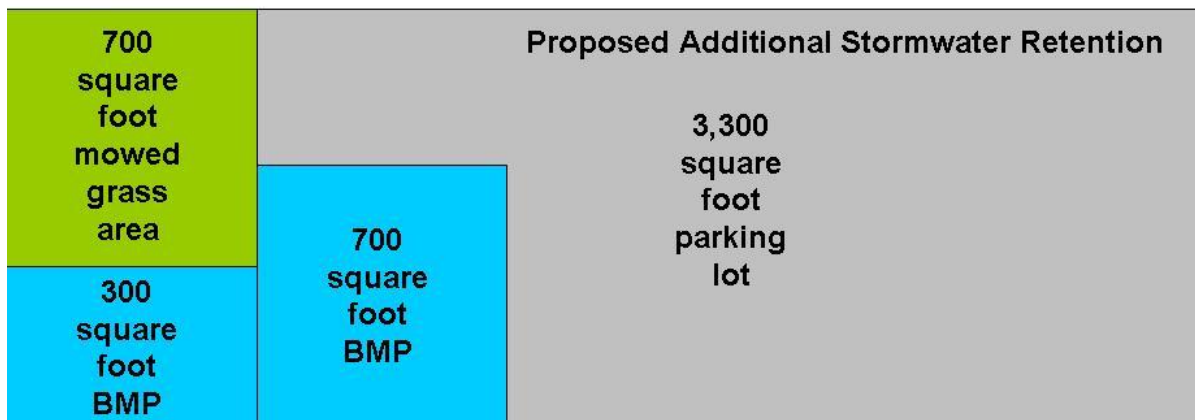 Proposed Additional Stormwater Retention
700
square
foot
mowed
grass
area
300
square
foot
BMP
700
square
foot
BMP
3,300
square
foot
parking
lot